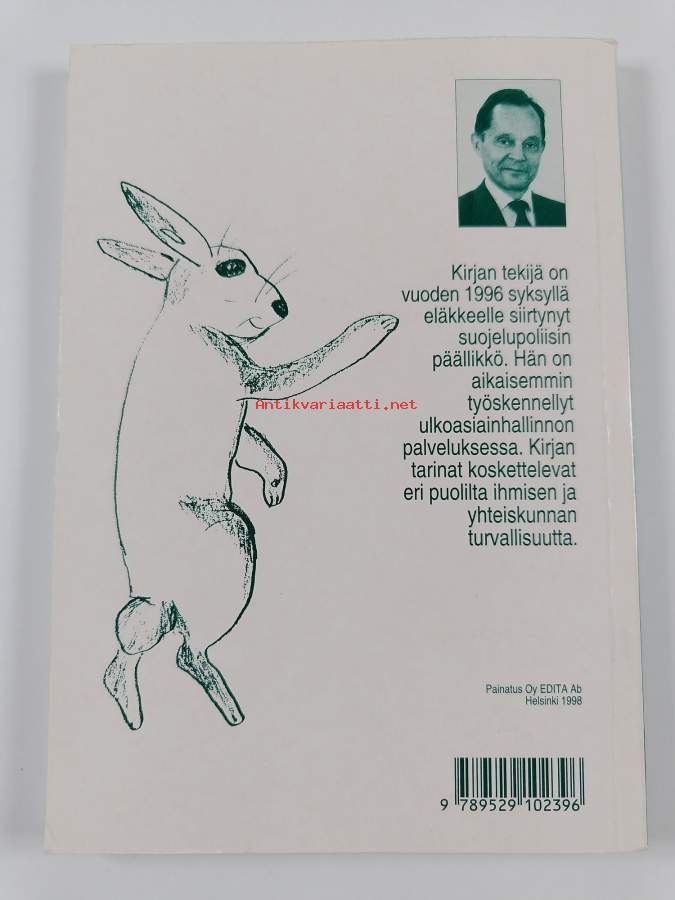 Kirjan tekijä on
vuoden 1996 syksyllä
eläkkeelle siirtynyt
suojelupoliisin
päällikkö. Hän on
aikaisemmin
työskennellyt
ulkoasiainhallinnon
palveluksessa. Kirjan
tarinat koskettelevat
eri puolilta ihmisen ja
yhteiskunnan
turvallisuutta.
Antikvariaatti.net
Painatus Oy EDITA Ab
Helsinki 1998
9 789529 102396